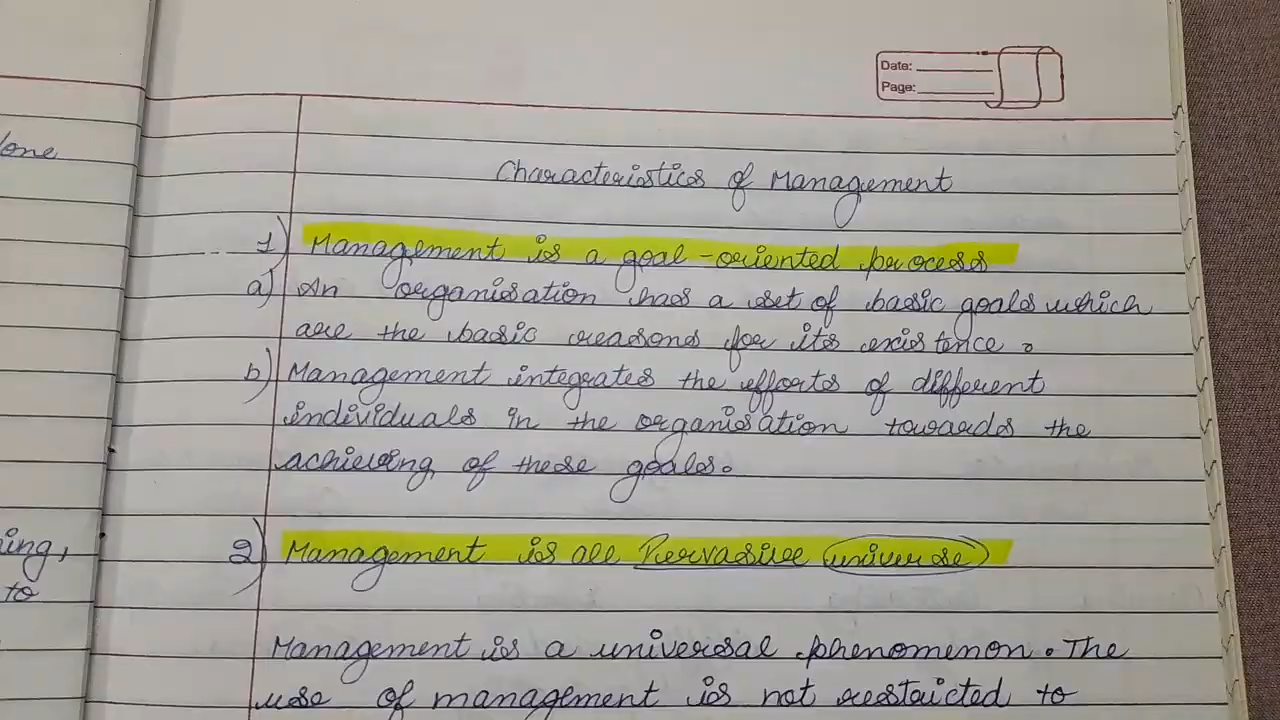 Date:
Page:
lone
Characteristics of Management
1) Management is a goal-oriented process
a) An organisation has a set of basic goals which
are the basic reasons for its existence.
b) Management integrates the efforts of different
individuals in the organisation towards the
achieving of these goals.
ing,
to
2) Management is all Pervasive (universe)
Management is a universal phenomenon. The
use of management is not restricted to